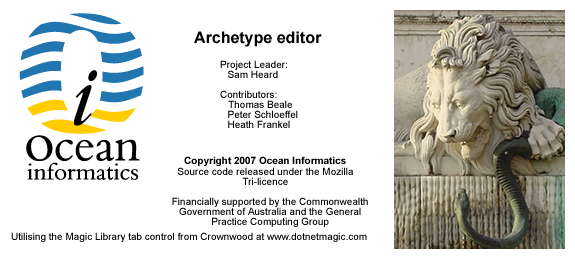 i
Ocean
informatics
Archetype editor
Project Leader:
Sam Heard
Contributors:
Thomas Beale
Peter Schloeffel
Heath Frankel
Copyright 2007 Ocean Informatics
Source code released under the Mozilla
Tri-licence
Financially supported by the Commonwealth
Government of Australia and the General
Practice Computing Group
Utilising the Magic Library tab control from Crownwood at www.dotnetmagic.com